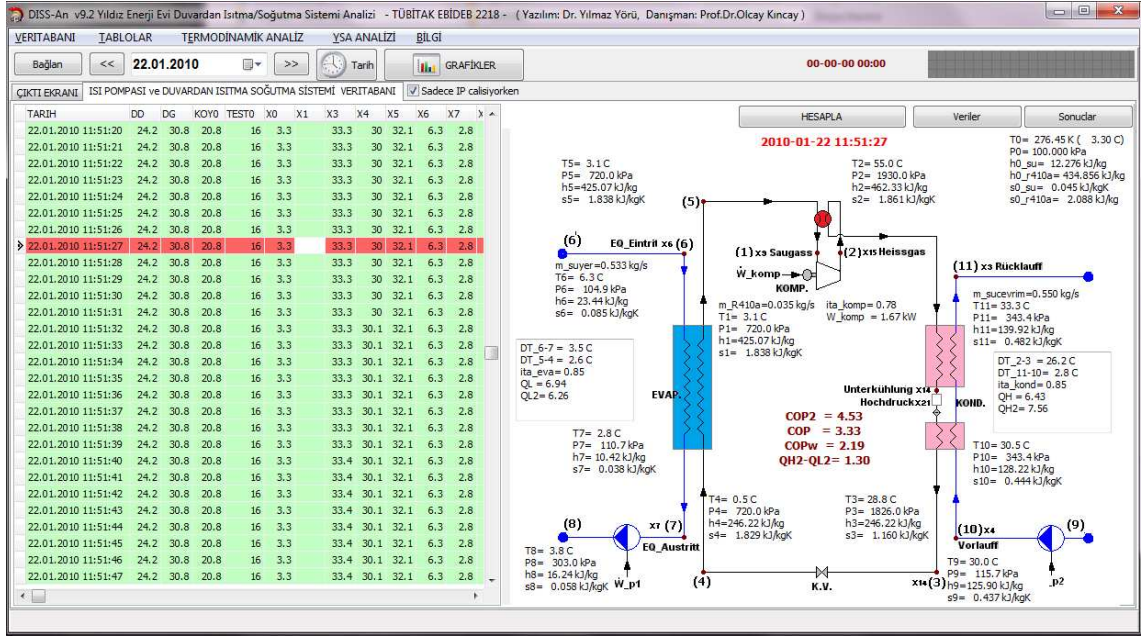 DISS-An v9.2 Yıldız Enerji Evi Duvardan Isıtma/Soğutma Sistemi Analizi - TÜBİTAK EBİDEB 2218 - ( Yazılım: Dr. Yılmaz Yörü, Danışman: Prof.Dr.Olcay Kıncay )
VERİTABANI TABLOLAR TERMODİNAMİK ANALİZ YSA ANALİZİ BİLGİ
Bağlan << 22.01.2010 >> Tarih GRAFİKLER 00-00-00 00:00
ÇIKTI EKRANI ISI POMPASI ve DUVARDAN ISITMA SOĞUTMA SİSTEMİ VERITABANI Sadece IP calisiyorken
TARIH DD DG KOY0 TEST0 X0 X1 X3 X4 X5 X6 X7 X
22.01.2010 11:51:20 24.2 30.8 20.8 16 3.3 33.3 30 32.1 6.3 2.8
22.01.2010 11:51:21 24.2 30.8 20.8 16 3.3 33.3 30 32.1 6.3 2.8
22.01.2010 11:51:22 24.2 30.8 20.8 16 3.3 33.3 30 32.1 6.3 2.8
22.01.2010 11:51:23 24.2 30.8 20.8 16 3.3 33.3 30 32.1 6.3 2.8
22.01.2010 11:51:24 24.2 30.8 20.8 16 3.3 33.3 30 32.1 6.3 2.8
22.01.2010 11:51:25 24.2 30.8 20.8 16 3.3 33.3 30 32.1 6.3 2.8
22.01.2010 11:51:26 24.2 30.8 20.8 16 3.3 33.3 30 32.1 6.3 2.8
22.01.2010 11:51:27 24.2 30.8 20.8 16 3.3 33.3 30 32.1 6.3 2.8
22.01.2010 11:51:28 24.2 30.8 20.8 16 3.3 33.3 30 32.1 6.3 2.8
22.01.2010 11:51:29 24.2 30.8 20.8 16 3.3 33.3 30 32.1 6.3 2.8
22.01.2010 11:51:30 24.2 30.8 20.8 16 3.3 33.3 30 32.1 6.3 2.8
22.01.2010 11:51:31 24.2 30.8 20.8 16 3.3 33.3 30 32.1 6.3 2.8
22.01.2010 11:51:32 24.2 30.8 20.8 16 3.3 33.3 30.1 32.1 6.3 2.8
22.01.2010 11:51:33 24.2 30.8 20.8 16 3.3 33.3 30.1 32.1 6.3 2.8
22.01.2010 11:51:34 24.2 30.8 20.8 16 3.3 33.3 30.1 32.1 6.3 2.8
22.01.2010 11:51:35 24.2 30.8 20.8 16 3.3 33.3 30.1 32.1 6.3 2.8
22.01.2010 11:51:36 24.2 30.8 20.8 16 3.3 33.3 30.1 32.1 6.3 2.8
22.01.2010 11:51:37 24.2 30.8 20.8 16 3.3 33.3 30.1 32.1 6.3 2.8
22.01.2010 11:51:38 24.2 30.8 20.8 16 3.3 33.3 30.1 32.1 6.3 2.8
22.01.2010 11:51:39 24.2 30.8 20.8 16 3.3 33.3 30.1 32.1 6.3 2.8
22.01.2010 11:51:40 24.2 30.8 20.8 16 3.3 33.4 30.1 32.1 6.3 2.8
22.01.2010 11:51:41 24.2 30.8 20.8 16 3.3 33.4 30.1 32.1 6.3 2.8
22.01.2010 11:51:42 24.2 30.8 20.8 16 3.3 33.4 30.1 32.1 6.3 2.8
22.01.2010 11:51:43 24.2 30.8 20.8 16 3.3 33.4 30.1 32.1 6.3 2.8
22.01.2010 11:51:44 24.2 30.8 20.8 16 3.3 33.4 30.1 32.1 6.3 2.8
22.01.2010 11:51:45 24.2 30.8 20.8 16 3.3 33.4 30.1 32.1 6.3 2.8
22.01.2010 11:51:46 24.2 30.8 20.8 16 3.3 33.4 30.1 32.1 6.3 2.8
22.01.2010 11:51:47 24.2 30.8 20.8 16 3.3 33.4 30.1 32.1 6.3 2.8
HESAPLA Veriler Sonuclar
2010-01-22 11:51:27
T0= 276.45 K ( 3.30 C)
P0= 100.000 kPa
h0_su= 12.276 kJ/kg
h0_r410a= 434.856 kJ/kg
s0_su= 0.045 kJ/kgK
s0_r410a= 2.088 kJ/kg
T5= 3.1 C
P5= 720.0 kPa
h5=425.07 kJ/kg
s5= 1.838 kJ/kgK
T2= 55.0 C
P2= 1930.0 kPa
h2=462.33 kJ/kg
s2= 1.861 kJ/kgK
(5)
(6) EQ_Eintrit x6 (6)
m_suyer=0.533 kg/s
T6= 6.3 C
P6= 104.9 kPa
h6= 23.44 kJ/kg
s6= 0.085 kJ/kgK
(1) x3 Saugass (2) x15 Heissgas
Ẇ_komp
KOMP.
m_R410a=0.035 kg/s ita_komp= 0.78
T1= 3.1 C W_komp = 1.67 kW
P1= 720.0 kPa
h1=425.07 kJ/kg
s1= 1.838 kJ/kgK
(11) x3 Rücklauff
m_sucevrim=0.550 kg/s
T11= 33.3 C
P11= 343.4 kPa
h11=139.92 kJ/kg
s11= 0.482 kJ/kgK
DT_6-7 = 3.5 C
DT_5-4 = 2.6 C
ita_eva= 0.85
QL = 6.94
QL2= 6.26
EVAP.
DT_2-3 = 26.2 C
DT_11-10= 2.8 C
ita_kond= 0.85
QH = 6.43
QH2= 7.56
Unterkühlung x14
Hochdruck x21 KOND.
COP2 = 4.53
COP = 3.33
COPw = 2.19
QH2-QL2= 1.30
T7= 2.8 C
P7= 110.7 kPa
h7= 10.42 kJ/kg
s7= 0.038 kJ/kgK
T10= 30.5 C
P10= 343.4 kPa
h10=128.22 kJ/kg
s10= 0.444 kJ/kgK
T4= 0.5 C
P4= 720.0 kPa
h4=246.22 kJ/kg
s4= 1.829 kJ/kgK
T3= 28.8 C
P3= 1826.0 kPa
h3=246.22 kJ/kg
s3= 1.160 kJ/kgK
(8) x7 (7)
EQ_Austritt
(10) x4 (9)
Vorlauff
T8= 3.8 C
P8= 303.0 kPa
h8= 16.24 kJ/kg
s8= 0.058 kJ/kgK
Ẇ_p1
(4) K.V. x14 (3)
T9= 30.0 C
P9= 115.7 kPa
h9=125.90 kJ/kg
s9= 0.437 kJ/kgK
_p2